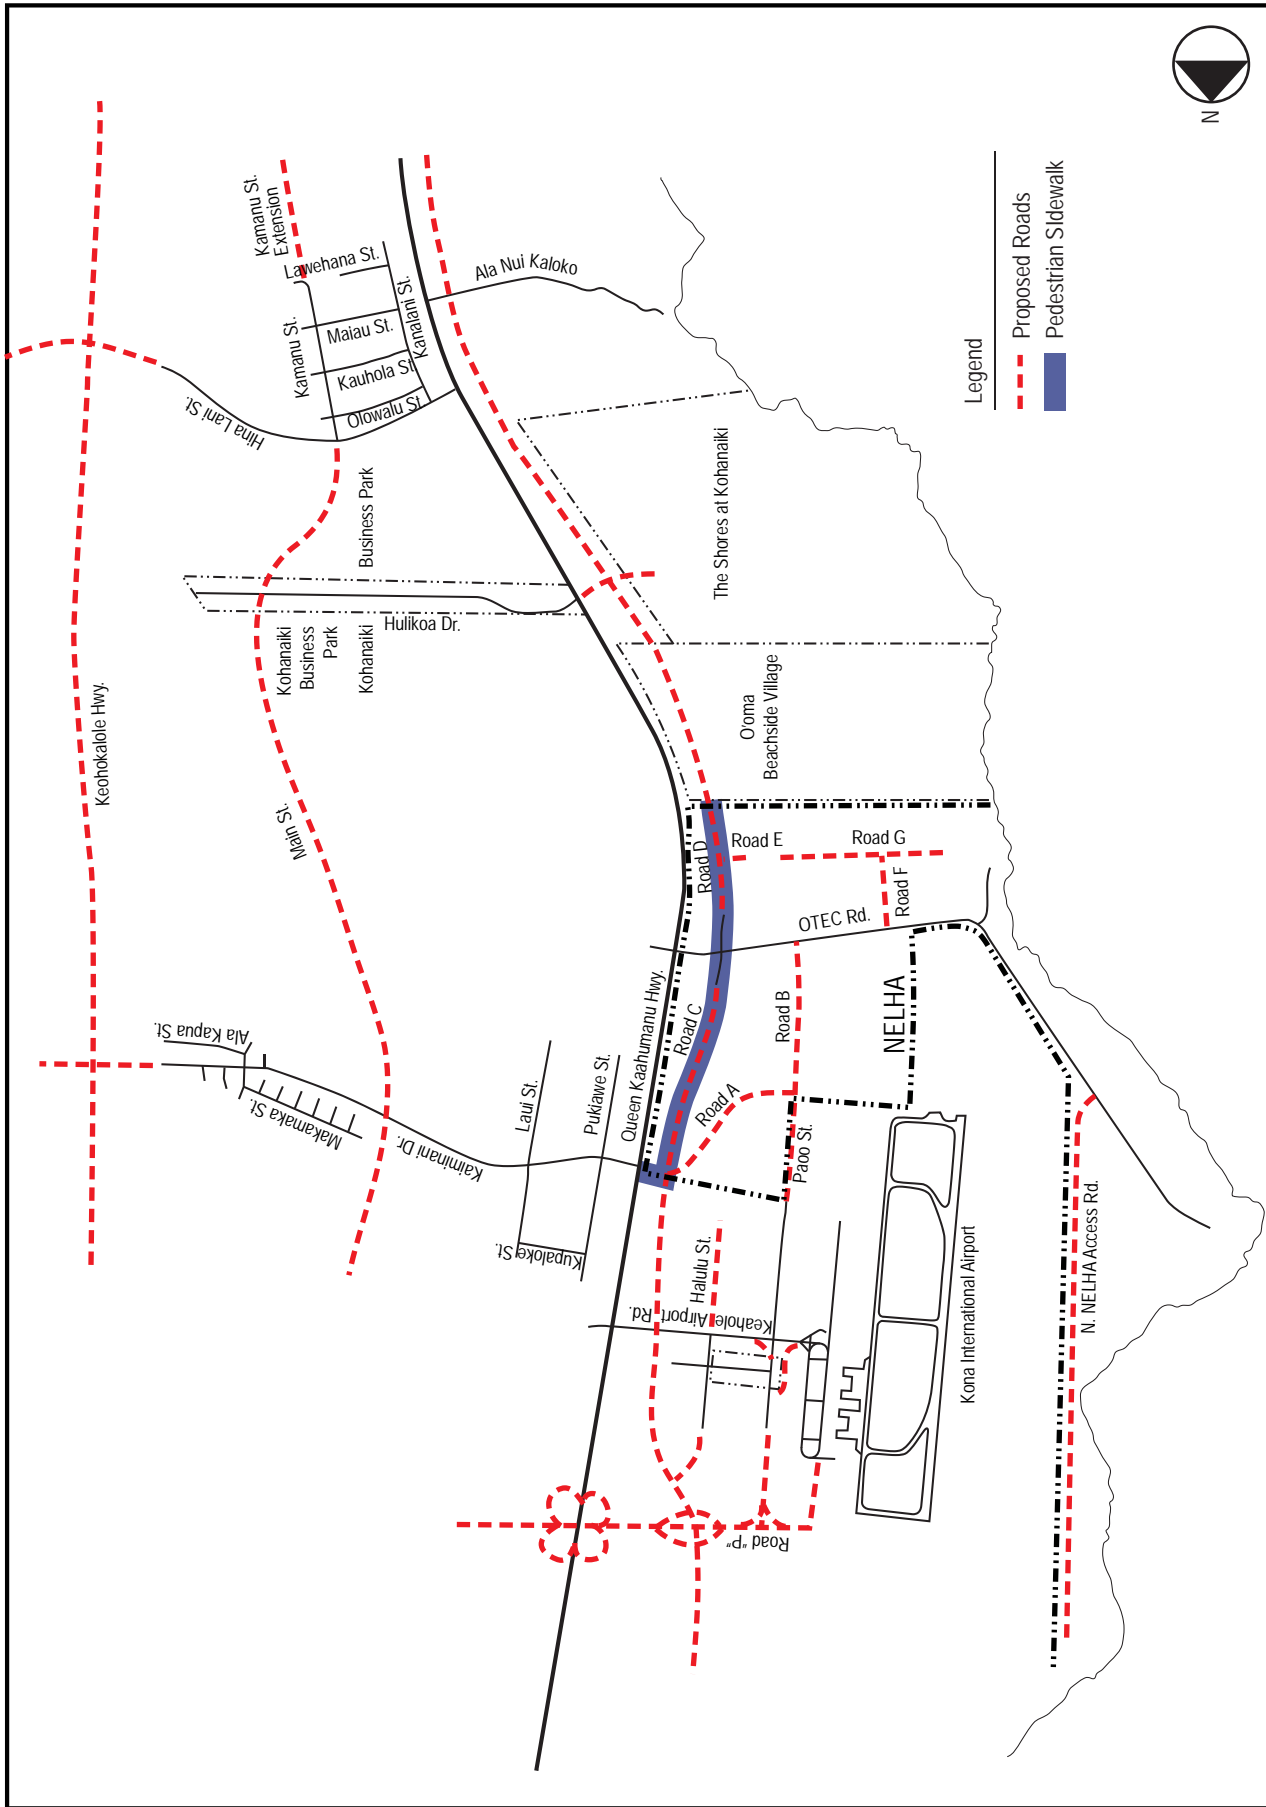 N
Legend
Proposed Roads
Pedestrian SIdewalk
Kamanu St.
Extension
Lawehana St.
Kamanu St.
Maiau St.
Kanalani St.
Kauhola St
Olowalu St
Ala Nui Kaloko
Hina Lani St.
Business Park
Hulikoa Dr.
Kohanaiki
Business
Park
Kohanaiki
The Shores at Kohanaiki
O'oma
Beachside Village
Keohokalole Hwy.
Main St.
Road D
Road E
Road G
Road F
OTEC Rd.
Queen Kaahumanu Hwy.
Road C
Road B
NELHA
Road A
Paoo St.
Ala Kapua St.
Makamaka St.
Kaiminani Dr.
Laui St.
Pukiawe St.
Kupaloke St.
Halulu St.
Keahole Airport Rd.
Kona International Airport
N. NELHA Access Rd.
Road "P"